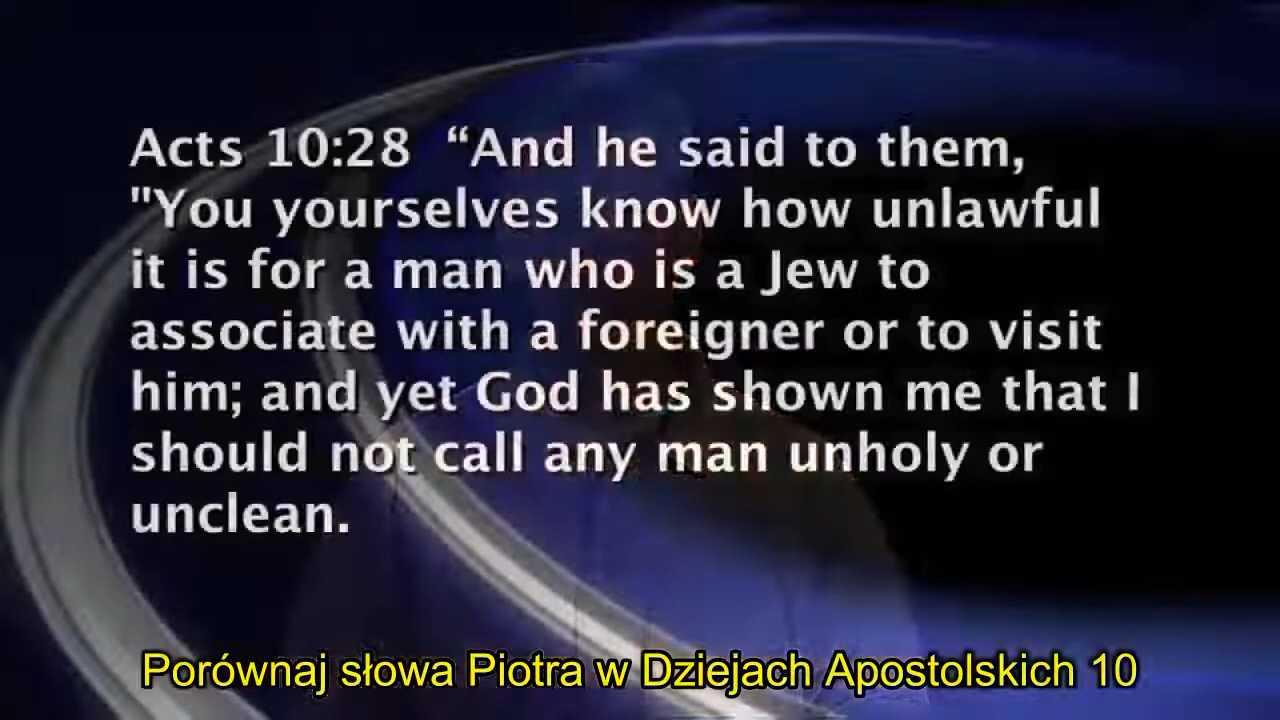 Acts 10:28 “And he said to them,
"You yourselves know how unlawful
it is for a man who is a Jew to
associate with a foreigner or to visit
him; and yet God has shown me that I
should not call any man unholy or
unclean.
Porównaj słowa Piotra w Dziejach Apostolskich 10